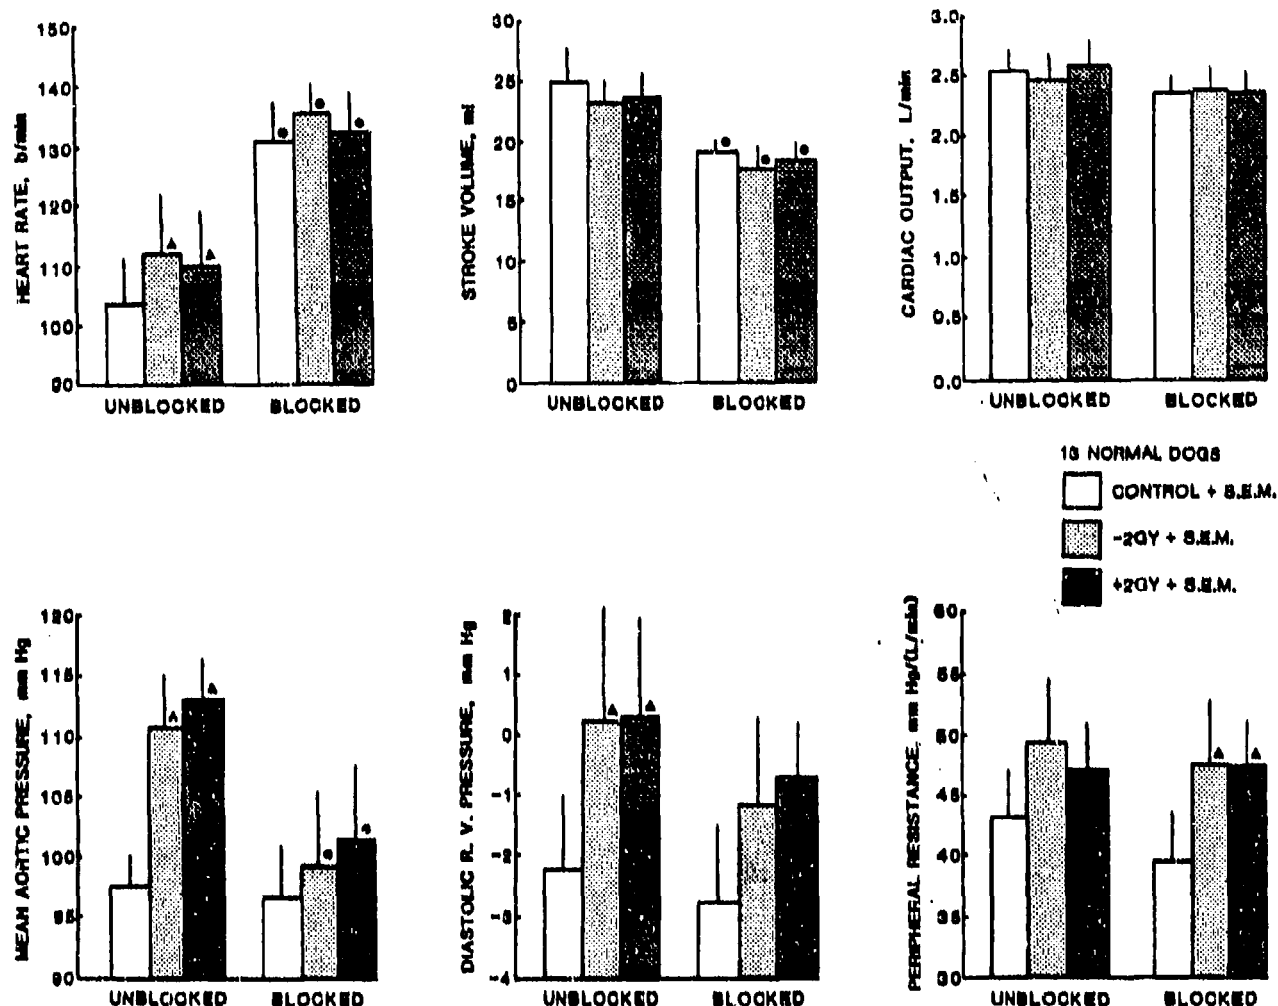 HEART RATE, b/min
150
140
130
120
110
100
90
UNBLOCKED BLOCKED
STROKE VOLUME, ml
30
25
20
15
10
5
0
UNBLOCKED BLOCKED
CARDIAC OUTPUT, L/min
3.0
2.5
2.0
1.5
1.0
0.5
0.0
UNBLOCKED BLOCKED
NORMAL DOGS
CONTROL + S.E.M.
-2GY + S.E.M.
+2GY + S.E.M.
MEAN AORTIC PRESSURE, mm Hg
120
115
110
105
100
95
90
UNBLOCKED BLOCKED
DIASTOLIC R. V. PRESSURE, mm Hg
2
1
0
-1
-2
-3
-4
UNBLOCKED BLOCKED
PERIPHERAL RESISTANCE, mm Hg/(L/min)
60
55
50
45
40
35
30
UNBLOCKED BLOCKED